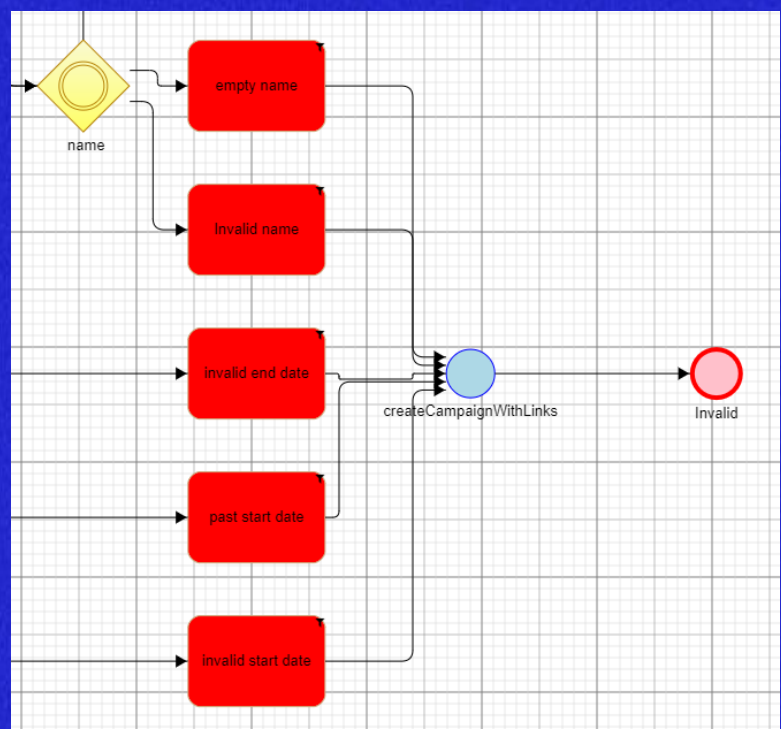 empty name
name
Invalid name
invalid end date
createCampaignWithLinks
Invalid
past start date
invalid start date